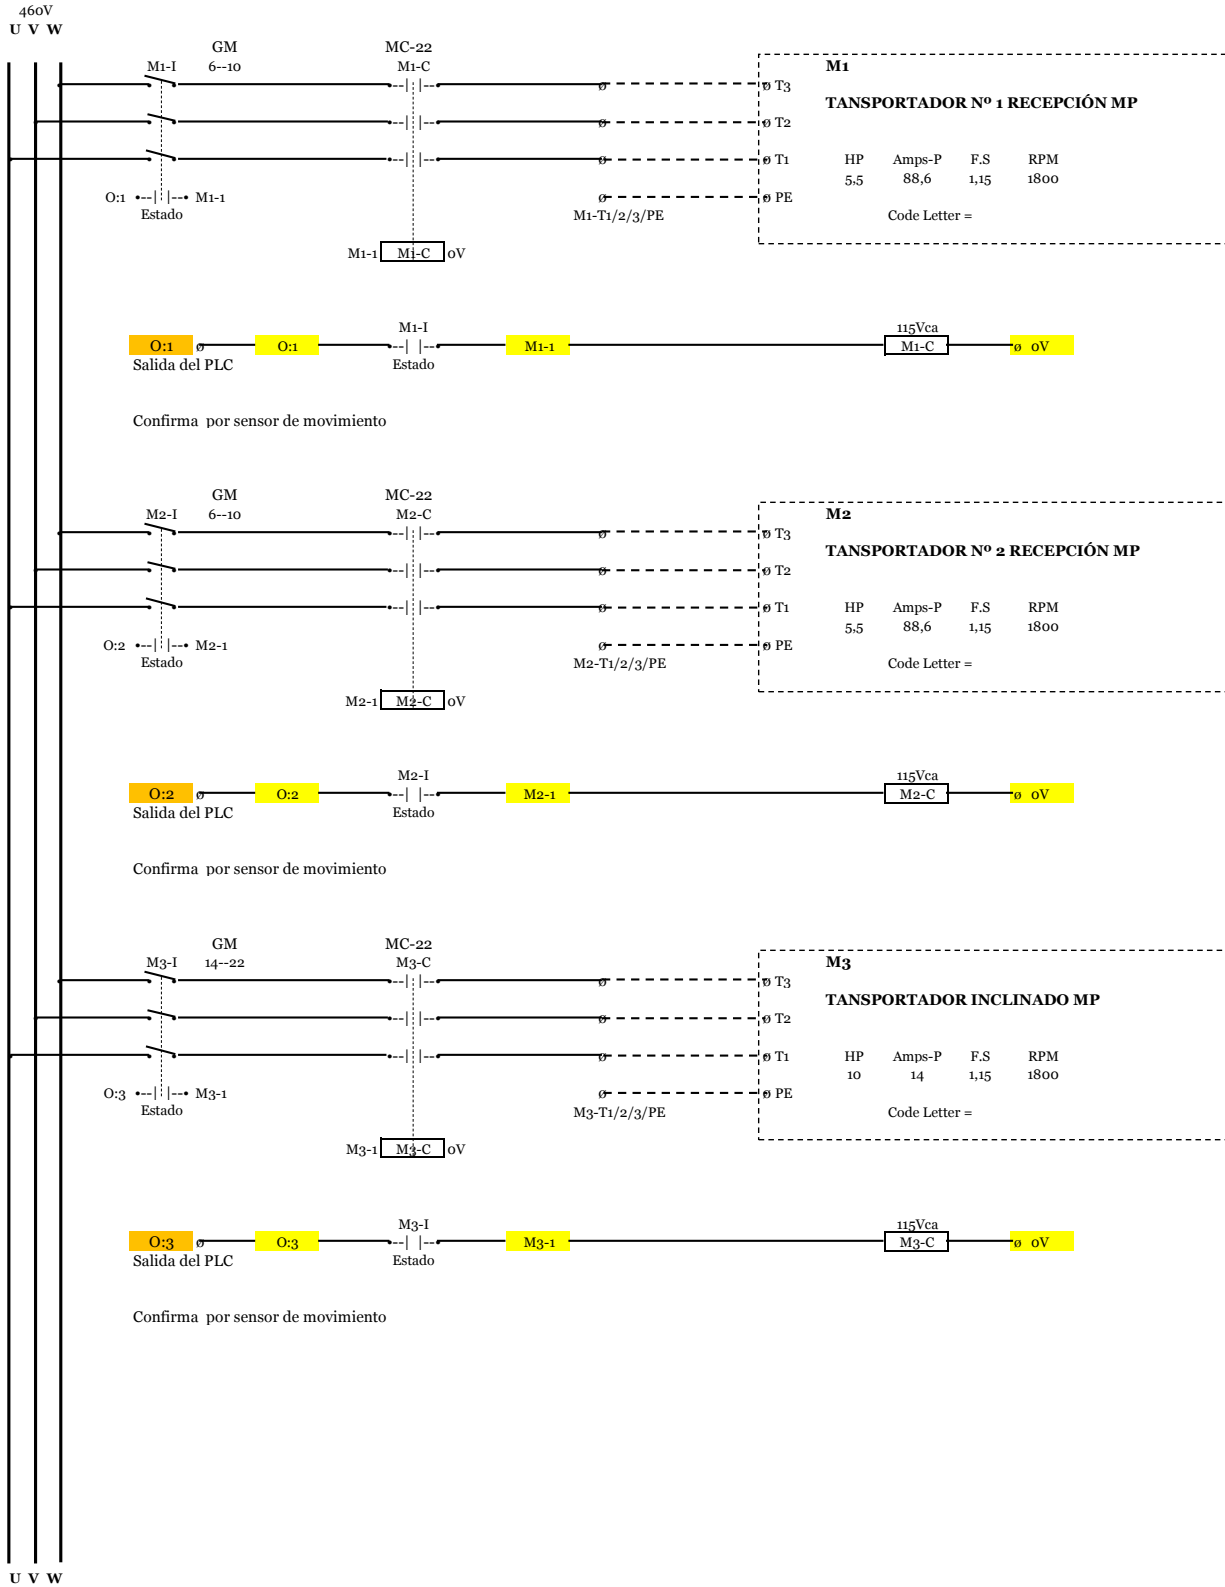 460V
U V W
GM MC-22
M1-I 6--10 M1-C M1
ø ø T3
TANSPORTADOR Nº 1 RECEPCIÓN MP
ø ø T2
ø ø T1 HP Amps-P F.S RPM
5,5 88,6 1,15 1800
O:1 M1-1 ø ø PE
Estado M1-T1/2/3/PE Code Letter =
M1-1 M1-C 0V
M1-I 115Vca
O:1 ø O:1 M1-1 M1-C ø 0V
Salida del PLC Estado
Confirma por sensor de movimiento
GM MC-22
M2-I 6--10 M2-C M2
ø ø T3
TANSPORTADOR Nº 2 RECEPCIÓN MP
ø ø T2
ø ø T1 HP Amps-P F.S RPM
5,5 88,6 1,15 1800
O:2 M2-1 ø ø PE
Estado M2-T1/2/3/PE Code Letter =
M2-1 M2-C 0V
M2-I 115Vca
O:2 ø O:2 M2-1 M2-C ø 0V
Salida del PLC Estado
Confirma por sensor de movimiento
GM MC-22
M3-I 14--22 M3-C M3
ø ø T3
TANSPORTADOR INCLINADO MP
ø ø T2
ø ø T1 HP Amps-P F.S RPM
10 14 1,15 1800
O:3 M3-1 ø ø PE
Estado M3-T1/2/3/PE Code Letter =
M3-1 M3-C 0V
M3-I 115Vca
O:3 ø O:3 M3-1 M3-C ø 0V
Salida del PLC Estado
Confirma por sensor de movimiento
U V W